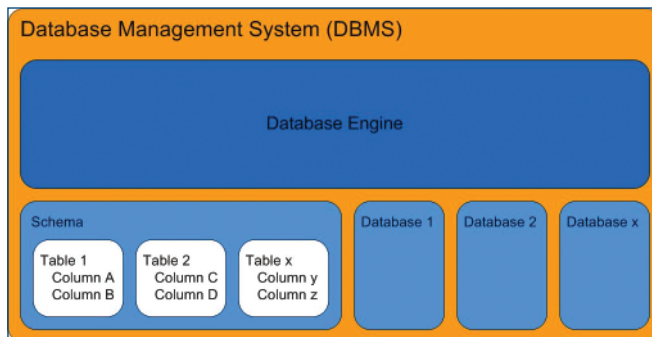 Database Management System (DBMS)
Database Engine
Schema
Table 1
Column A
Column B
Table 2
Column C
Column D
Table x
Column y
Column z
Database 1
Database 2
Database x